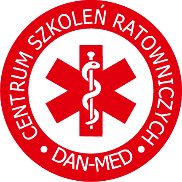 • CENTRUM SZKOLEŃ RATOWNICZYCH •
DAN-MED